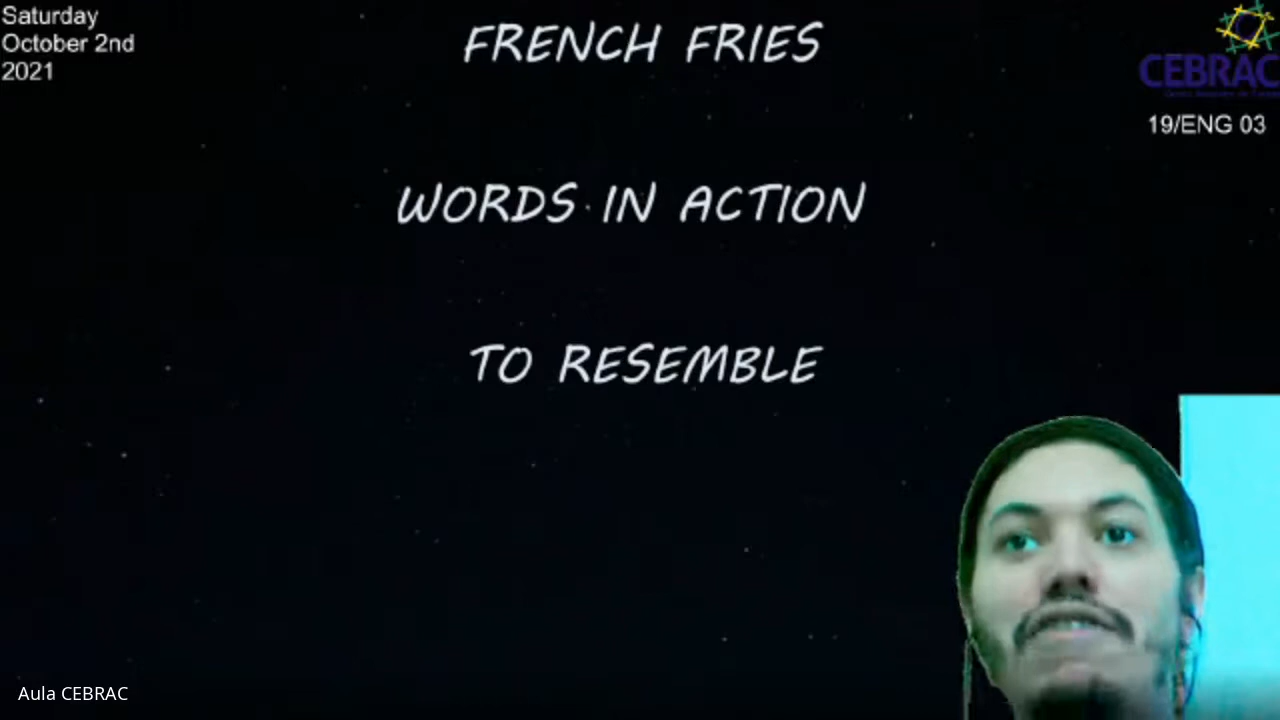 Saturday
October 2nd
2021
FRENCH FRIES
CEBRAC
19/ENG 03
WORDS IN ACTION
TO RESEMBLE
Aula CEBRAC